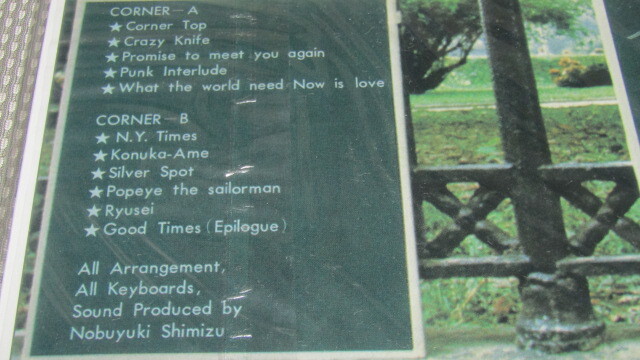 CORNER-A
★Corner Top
★Crazy Knife
★Promise to meet you again
★Punk Interlude
★What the world need Now is love
CORNER-B
★N.Y. Times
★Konuka-Ame
★Silver Spot
★Popeye the sailorman
★Ryusei
★Good Times (Epilogue)
All Arrangement,
All Keyboards,
Sound Produced by
Nobuyuki Shimizu